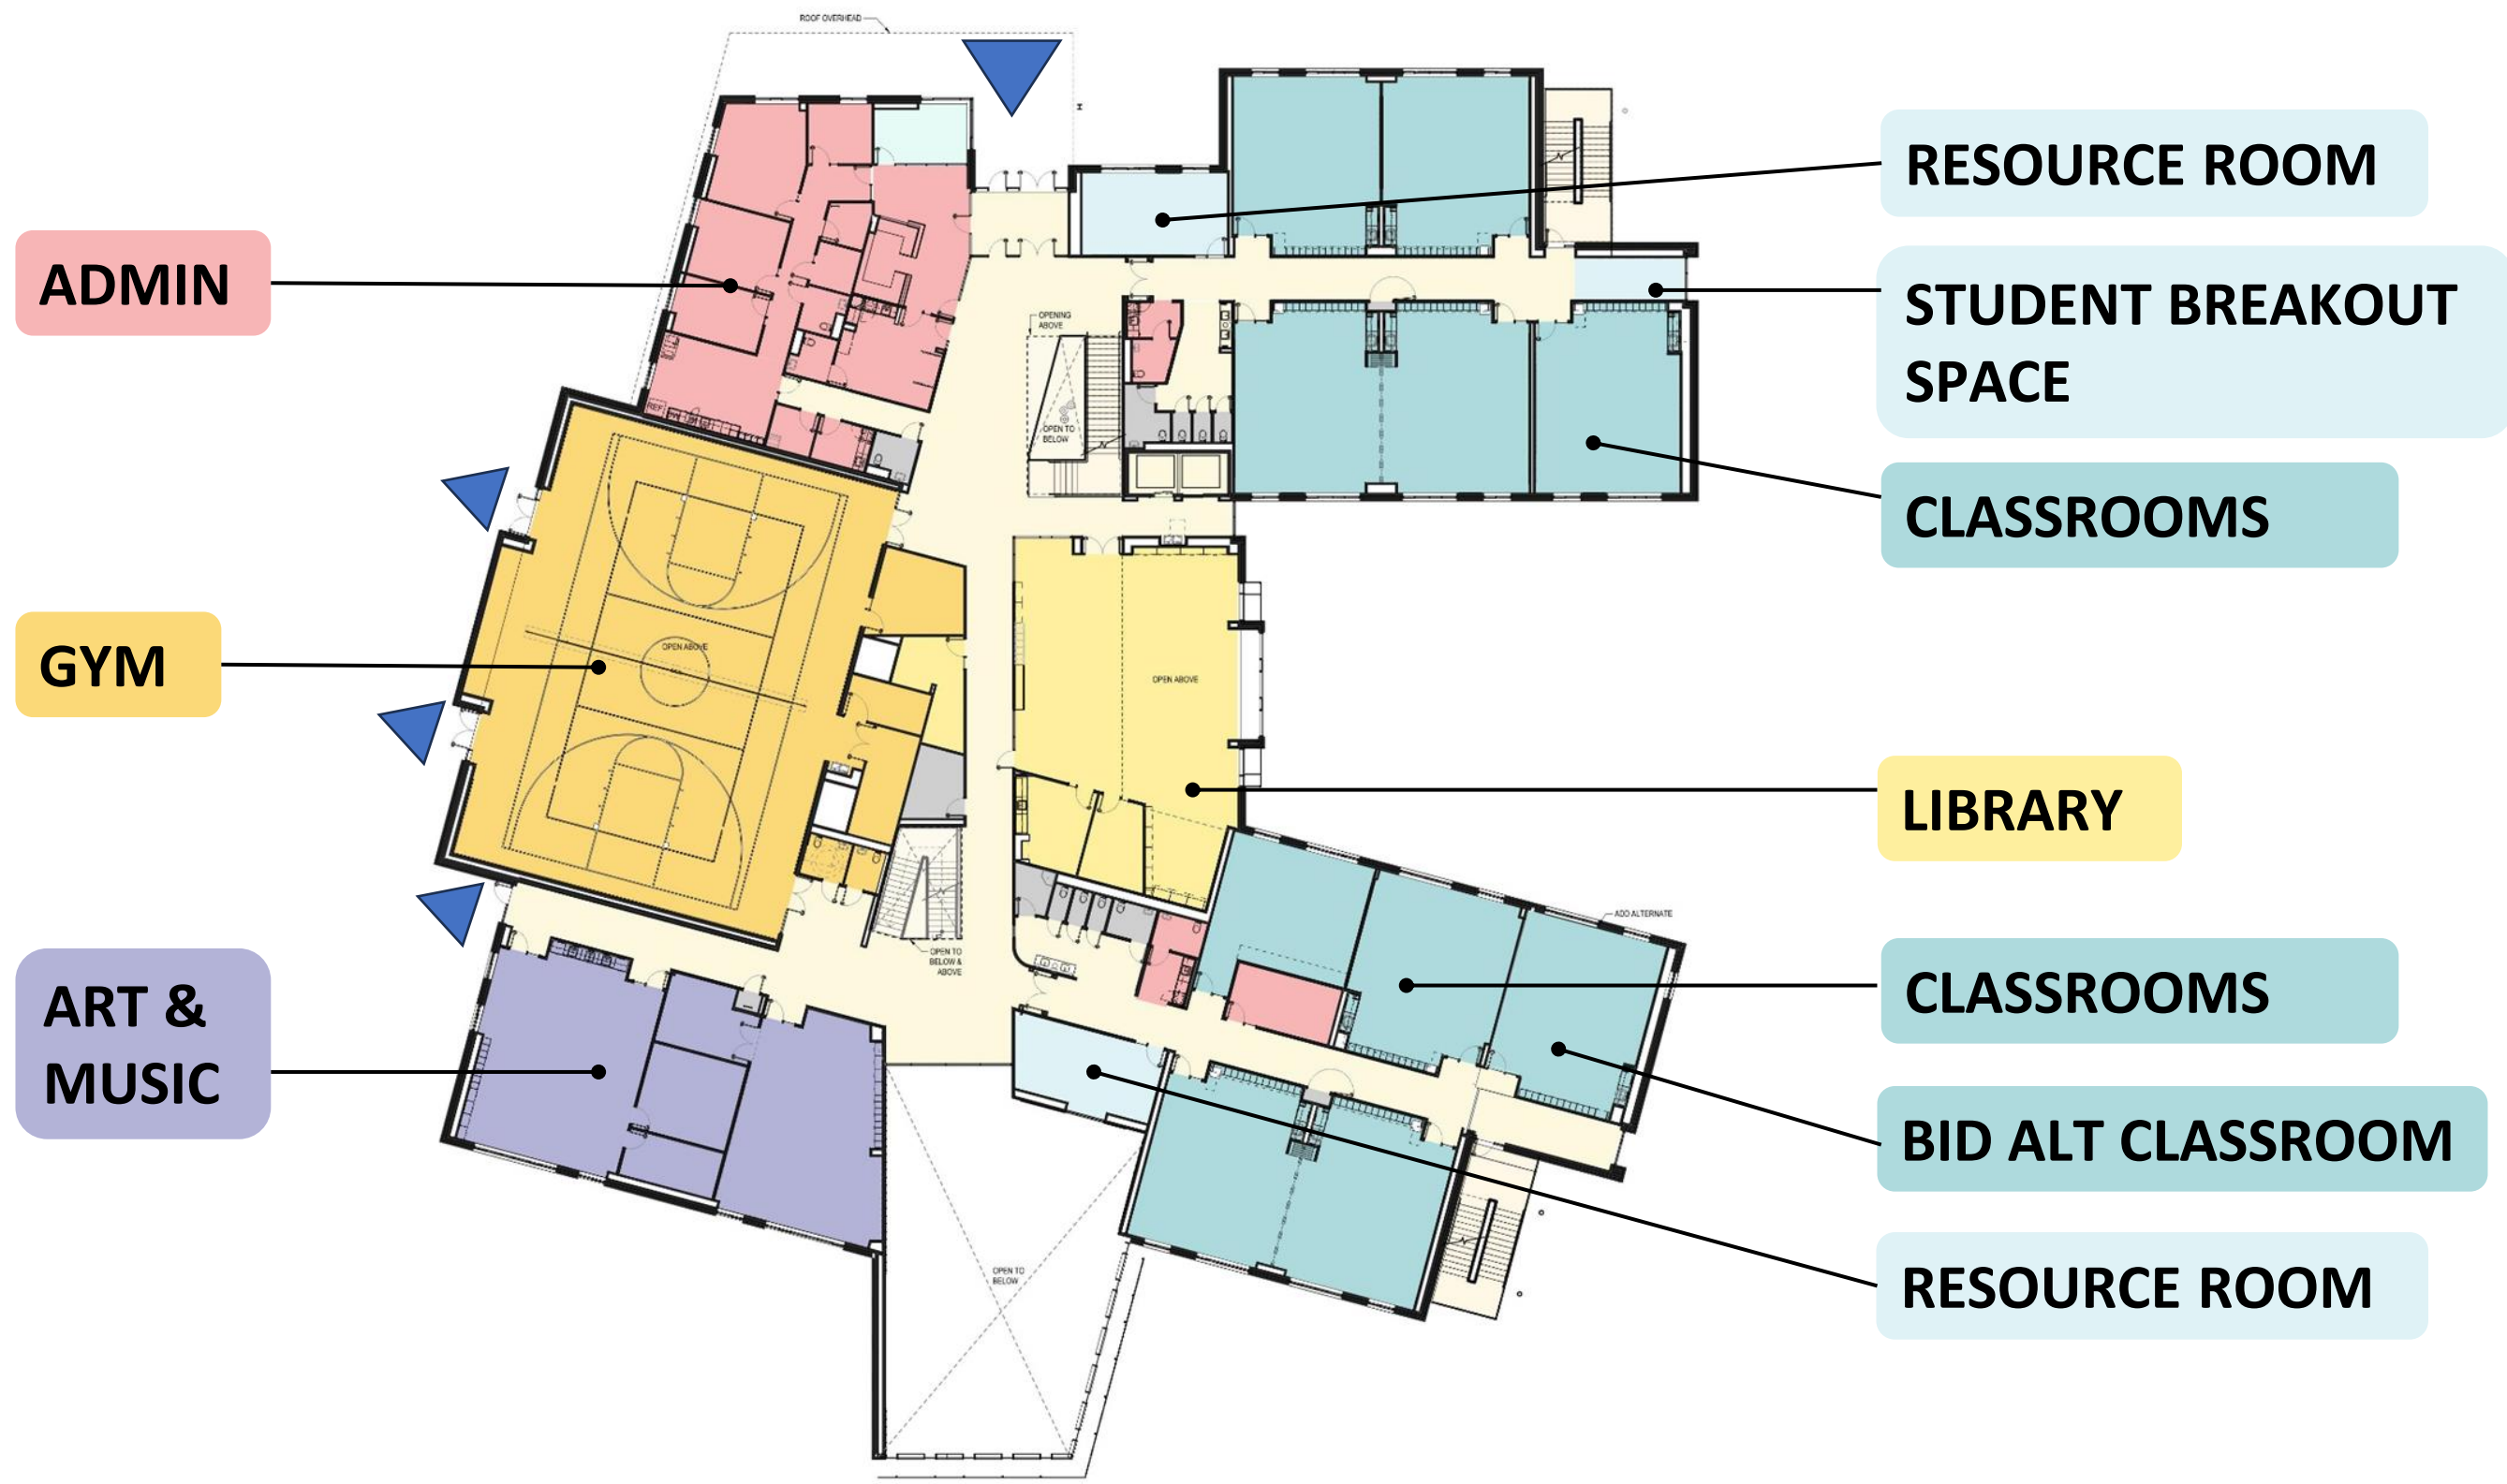 ROOF OVERHEAD
RESOURCE ROOM
ADMIN
STUDENT BREAKOUT
SPACE
OPENING
ABOVE
REF
OPEN TO
BELOW
CLASSROOMS
GYM
OPEN ABOVE
OPEN ABOVE
LIBRARY
ADD ALTERNATE
OPEN TO
BELOW &
ABOVE
CLASSROOMS
ART &
MUSIC
BID ALT CLASSROOM
OPEN TO
BELOW
RESOURCE ROOM